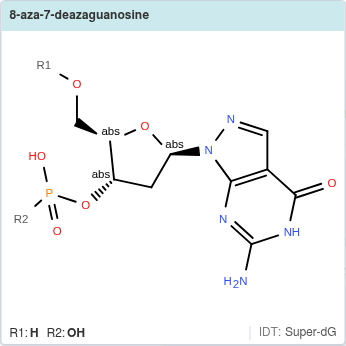 8-aza-7-deazaguanosine
R1
O
abs
O
abs
N
N
HO
abs
O
P
O
R2
O
N
NH
H2N
R1: H R2: OH
IDT: Super-dG